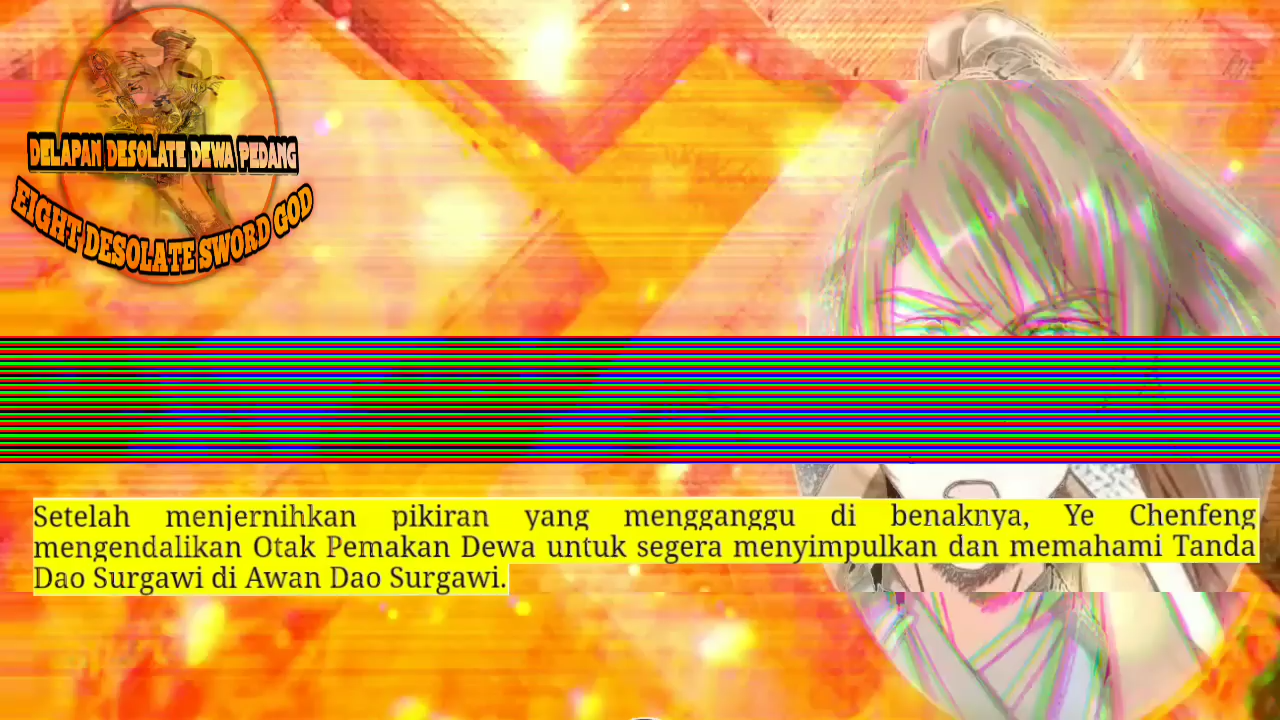 DELAPAN DESOLATE DEWA PEDANG
EIGHT DESOLATE SWORD GOD
Setelah menjernihkan pikiran yang mengganggu di benaknya, Ye Chenfeng
mengendalikan Otak Pemakan Dewa untuk segera menyimpulkan dan memahami Tanda
Dao Surgawi di Awan Dao Surgawi.